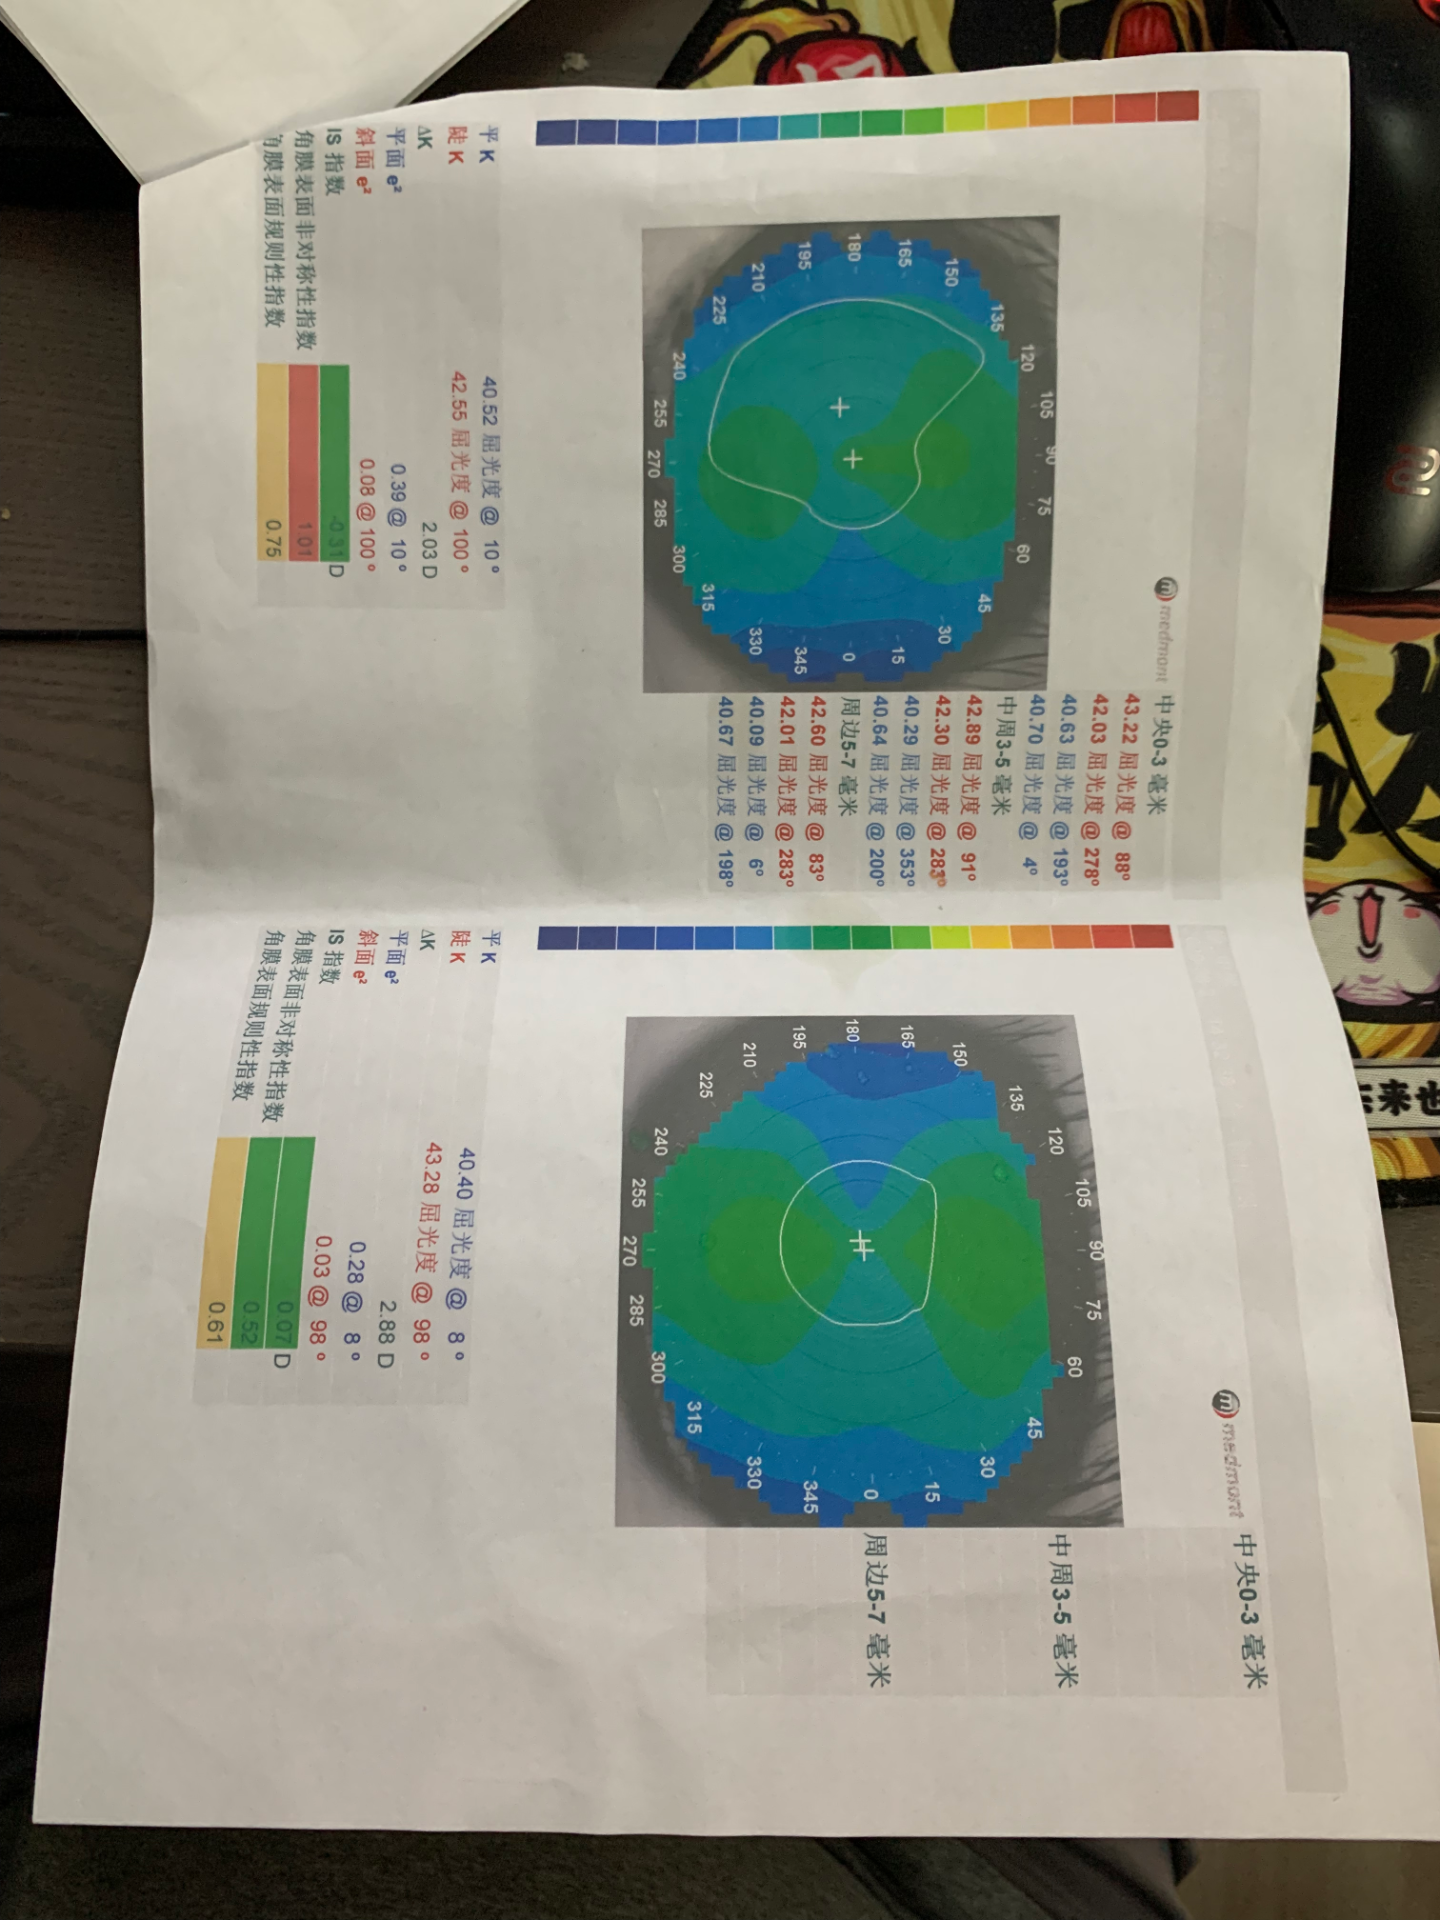 medmont
中央0-3 毫米
43.22 屈光度 @ 88°
42.03 屈光度 @ 278°
40.63 屈光度 @ 193°
40.70 屈光度 @ 4°
中周3-5 毫米
42.89 屈光度 @ 91°
42.30 屈光度 @ 283°
40.29 屈光度 @ 353°
40.64 屈光度 @ 200°
周边5-7 毫米
42.60 屈光度 @ 83°
42.01 屈光度 @ 283°
40.09 屈光度 @ 6°
40.67 屈光度 @ 198°
105 90 75
120 60
135 45
150 30
165 15
180 0
195 345
210 330
225 315
240 300
255 270 285
平 K 40.52 屈光度 @ 10°
陡 K 42.55 屈光度 @ 100°
ΔK 2.03 D
平面 e² 0.39 @ 10°
斜面 e² 0.08 @ 100°
IS 指数 -0.31 D
角膜表面非对称性指数 1.01
角膜表面规则性指数 0.75
medmont
中央0-3 毫米
中周3-5 毫米
周边5-7 毫米
105 90 75
120 60
135 45
150 30
165 15
180 0
195 345
210 330
225 315
240 300
255 270 285
平 K 40.40 屈光度 @ 8°
陡 K 43.28 屈光度 @ 98°
ΔK 2.88 D
平面 e² 0.28 @ 8°
斜面 e² 0.03 @ 98°
IS 指数 0.07 D
角膜表面非对称性指数 0.52
角膜表面规则性指数 0.61
来也